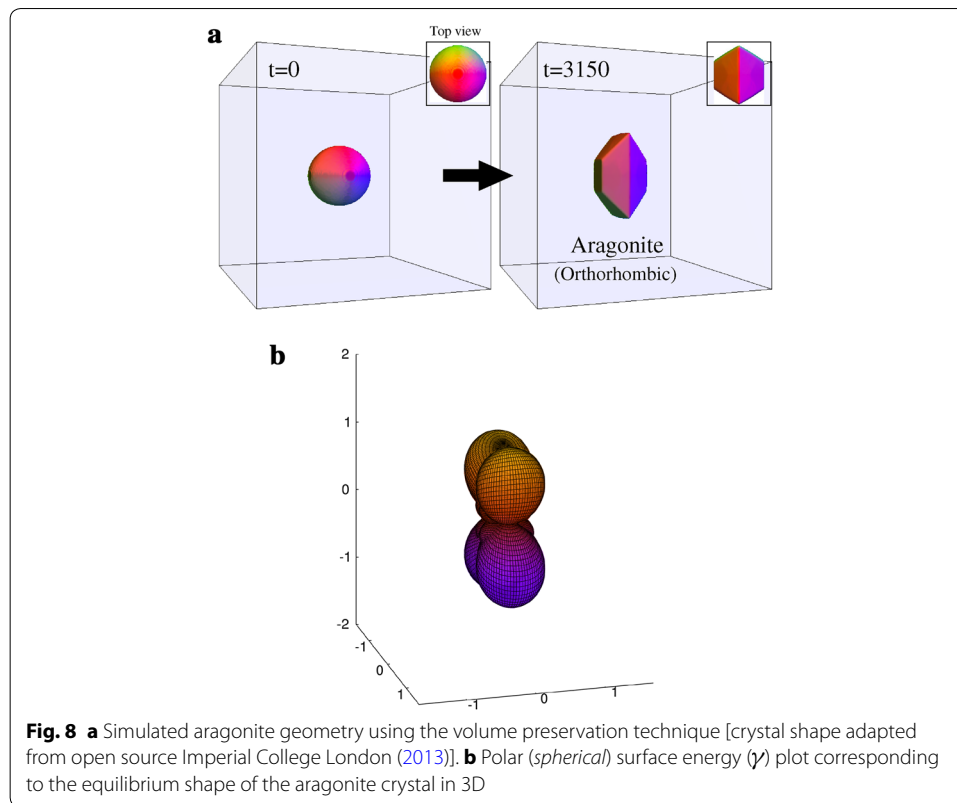 a
Top view
t=0
t=3150
Aragonite
(Orthorhombic)
b
2
1
0
-1
-2
-1
0
1
-1
0
1
Fig. 8 a Simulated aragonite geometry using the volume preservation technique [crystal shape adapted
from open source Imperial College London (2013)]. b Polar (spherical) surface energy (γ) plot corresponding
to the equilibrium shape of the aragonite crystal in 3D